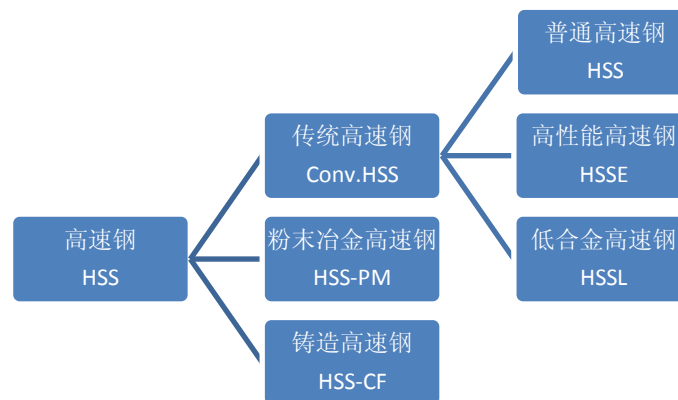 普通高速钢
HSS
传统高速钢
Conv.HSS
高性能高速钢
HSSE
高速钢
HSS
粉末冶金高速钢
HSS-PM
低合金高速钢
HSSL
铸造高速钢
HSS-CF